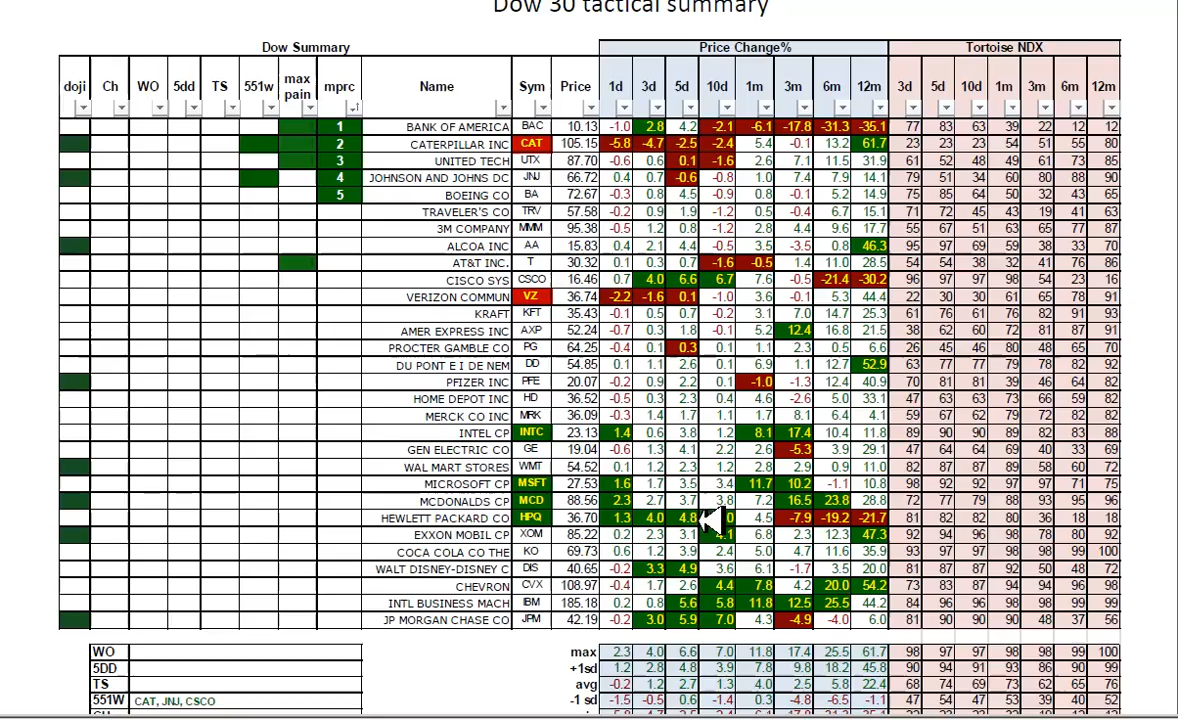 Dow 30 tactical summary
Dow Summary Price Change% Tortoise NDX
doji Ch WO 5dd TS 551w max pain mprc Name Sym Price 1d 3d 5d 10d 1m 3m 6m 12m 3d 5d 10d 1m 3m 6m 12m
1 BANK OF AMERICA BAC 10.13 -1.0 2.8 4.2 -2.1 -6.1 -17.8 -31.3 -35.1 77 83 63 39 22 12 12
2 CATERPILLAR INC CAT 105.15 -5.8 -4.7 -2.5 -2.4 5.4 -0.1 13.2 61.7 23 23 23 54 51 55 80
3 UNITED TECH UTX 87.70 -0.6 0.6 0.1 -1.6 2.6 7.1 11.5 31.9 61 52 48 49 61 73 85
4 JOHNSON AND JOHNS DC JNJ 66.72 0.4 0.7 -0.6 -0.8 1.0 7.4 7.9 14.1 79 51 34 60 80 88 90
5 BOEING CO BA 72.67 -0.3 0.8 4.5 -0.9 0.8 -0.1 5.2 14.9 75 85 64 50 32 43 65
TRAVELER'S CO TRV 57.58 -0.2 0.9 1.9 -1.2 0.5 -0.4 6.7 15.1 71 72 45 43 19 41 63
3M COMPANY MMM 95.38 -0.5 1.2 0.8 -1.2 2.8 4.4 9.6 17.7 55 67 51 63 65 77 87
ALCOA INC AA 15.83 0.4 2.1 4.4 -0.5 3.5 -3.5 0.8 46.3 95 97 69 59 38 33 70
AT&T INC. T 30.32 0.1 0.3 0.7 -1.6 -0.5 1.4 11.0 28.5 54 54 38 32 41 76 86
CISCO SYS CSCO 16.46 0.7 4.0 6.6 6.7 7.6 -0.5 -21.4 -30.2 96 97 97 98 54 23 16
VERIZON COMMUN VZ 36.74 -2.2 -1.6 0.1 -1.0 3.6 -0.1 5.3 44.4 22 30 30 61 65 78 91
KRAFT KFT 35.43 -0.1 0.5 0.7 -0.2 3.1 7.0 14.7 25.3 61 76 61 76 82 91 93
AMER EXPRESS INC AXP 52.24 -0.7 0.3 1.8 -0.1 5.2 12.4 16.8 21.5 38 62 60 72 81 87 91
PROCTER GAMBLE CO PG 64.25 -0.4 0.1 0.3 0.1 1.1 2.3 0.5 6.6 26 45 46 80 48 65 70
DU PONT E I DE NEM DD 54.85 0.1 1.1 2.6 0.1 6.9 1.1 12.7 52.9 63 77 77 79 78 82 92
PFIZER INC PFE 20.07 -0.2 0.9 2.2 0.1 -1.0 -1.3 12.4 40.9 70 81 81 39 46 64 82
HOME DEPOT INC HD 36.52 -0.5 0.3 2.3 0.4 4.6 -2.6 5.0 33.1 47 63 63 73 66 59 82
MERCK CO INC MRK 36.09 -0.3 1.4 1.7 1.1 1.7 8.1 6.4 4.1 59 67 62 79 72 82 82
INTEL CP INTC 23.13 1.4 0.6 3.8 1.2 8.1 17.4 10.4 11.8 89 90 90 89 82 83 88
GEN ELECTRIC CO GE 19.04 -0.6 1.3 4.1 2.2 2.6 -5.3 3.9 29.1 47 64 64 40 40 33 69
WAL MART STORES WMT 54.52 0.1 1.2 2.3 1.2 2.8 2.9 0.9 11.0 82 87 87 89 58 60 72
MICROSOFT CP MSFT 27.53 1.6 1.7 3.5 3.4 11.7 10.2 -1.1 10.8 98 92 92 97 97 71 75
MCDONALDS CP MCD 88.56 2.3 2.7 3.7 3.8 7.2 16.5 23.8 28.8 72 77 79 88 93 95 96
HEWLETT PACKARD CO HPQ 36.70 1.3 4.0 4.8 0 4.5 -7.9 -19.2 -21.7 81 82 82 80 36 18 18
EXXON MOBIL CP XOM 85.22 0.2 2.3 3.1 4.1 6.8 2.3 12.3 47.3 92 94 96 98 78 80 92
COCA COLA CO THE KO 69.73 0.6 1.2 3.9 2.4 5.0 4.7 11.6 35.9 93 97 97 98 98 99 100
WALT DISNEY-DISNEY C DIS 40.65 -0.2 3.3 4.9 3.6 6.1 -1.7 3.5 20.0 81 87 87 92 50 48 72
CHEVRON CVX 108.97 -0.4 1.7 2.6 4.4 7.8 4.2 20.0 54.2 73 83 87 94 94 96 98
INTL BUSINESS MACH IBM 185.18 0.2 0.8 5.6 5.8 11.8 12.5 25.5 44.2 84 96 96 98 98 99 99
JP MORGAN CHASE CO JPM 42.19 -0.2 3.0 5.9 7.0 4.3 -4.9 -4.0 6.0 81 90 90 90 48 37 56
WO max 2.3 4.0 6.6 7.0 11.8 17.4 25.5 61.7 98 97 97 98 98 99 100
5DD +1sd 1.2 2.8 4.8 3.9 7.8 9.8 18.2 45.8 90 94 91 93 86 90 99
TS avg -0.2 1.2 2.7 1.3 4.0 2.5 5.8 22.4 68 74 69 73 62 65 76
551W CAT, JNJ, CSCO -1 sd -1.5 -0.5 0.6 -1.4 0.3 -4.8 -6.5 -1.1 47 54 47 53 39 40 52